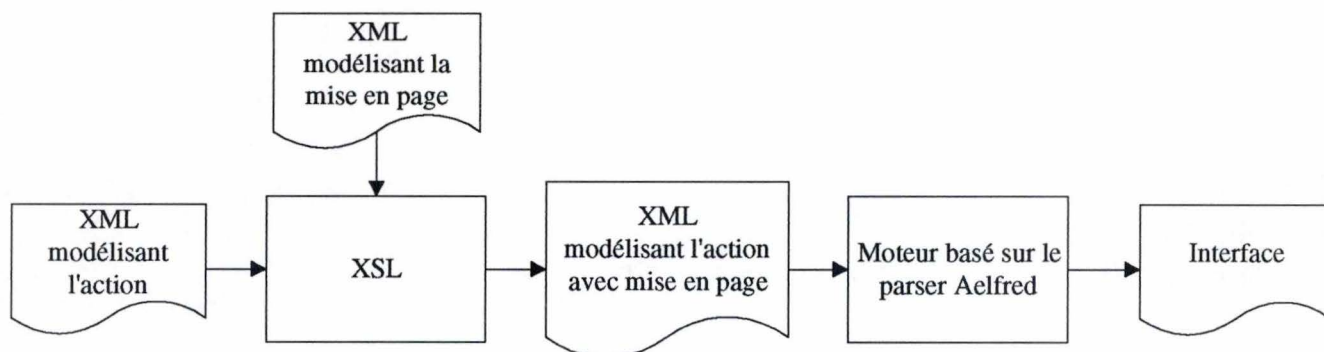 XML
modélisant la
mise en page
XML
modélisant
l'action
XSL
XML
modélisant l'action
avec mise en page
Moteur basé sur le
parser Aelfred
Interface